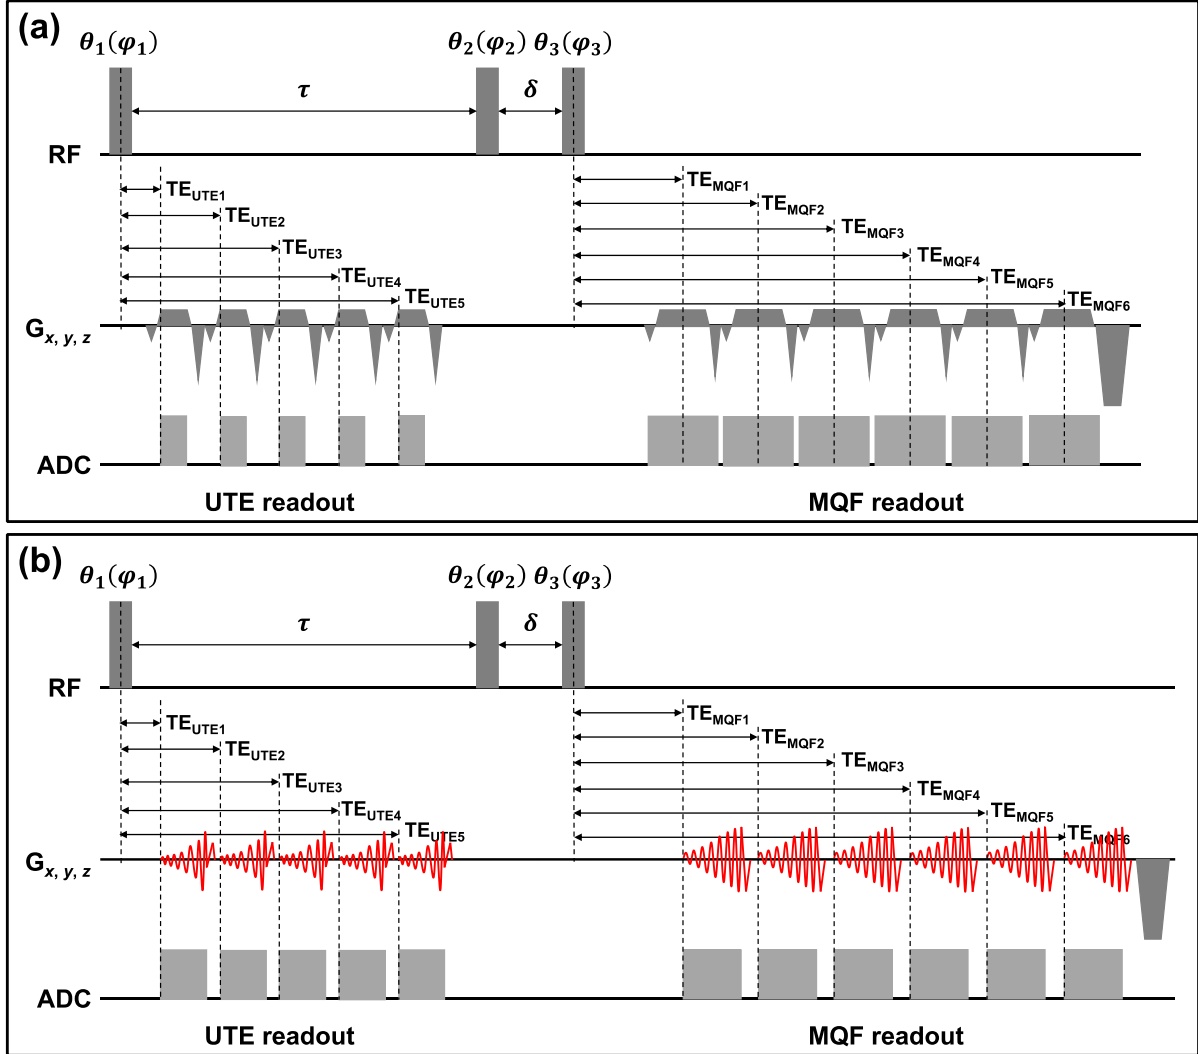 (a)
θ1(φ1) θ2(φ2) θ3(φ3)
τ δ
RF
TEUTE1 TEMQF1
TEUTE2 TEMQF2
TEUTE3 TEMQF3
TEUTE4 TEMQF4
TEUTE5 TEMQF5
TEMQF6
Gx, y, z
ADC
UTE readout MQF readout
(b)
θ1(φ1) θ2(φ2) θ3(φ3)
τ δ
RF
TEUTE1 TEMQF1
TEUTE2 TEMQF2
TEUTE3 TEMQF3
TEUTE4 TEMQF4
TEUTE5 TEMQF5
TEMQF6
Gx, y, z
ADC
UTE readout MQF readout